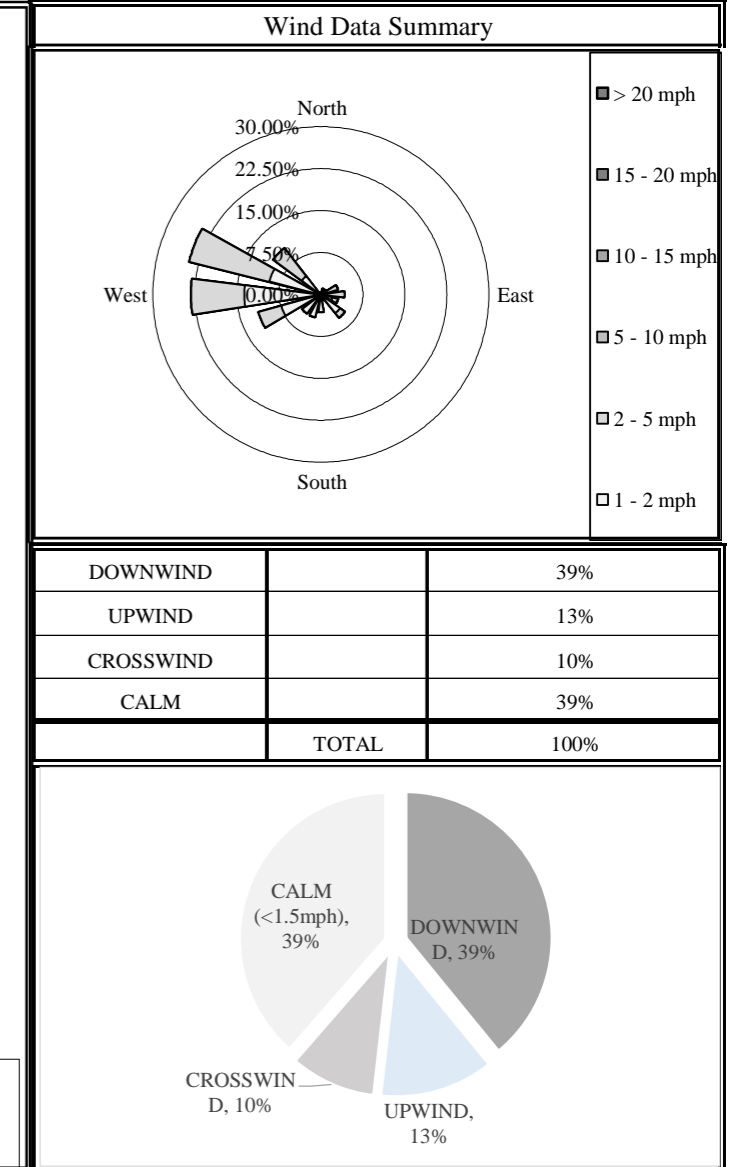 Wind Data Summary
North
30.00%
22.50%
15.00%
7.50%
0.00%
West
East
South
> 20 mph
15 - 20 mph
10 - 15 mph
5 - 10 mph
2 - 5 mph
1 - 2 mph
DOWNWIND 39%
UPWIND 13%
CROSSWIND 10%
CALM 39%
TOTAL 100%
CALM
(<1.5mph),
39%
DOWNWIN
D, 39%
CROSSWIN
D, 10%
UPWIND,
13%